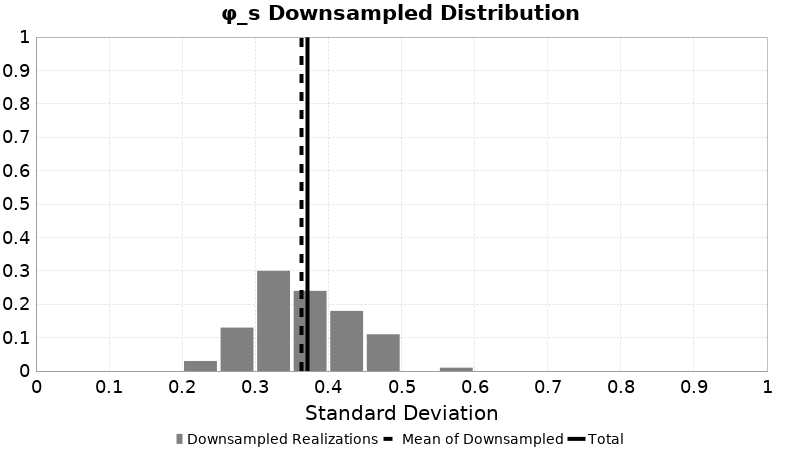 φ_s Downsampled Distribution
1
0.9
0.8
0.7
0.6
0.5
0.4
0.3
0.2
0.1
0
0 0.1 0.2 0.3 0.4 0.5 0.6 0.7 0.8 0.9 1
Standard Deviation
Downsampled Realizations Mean of Downsampled Total